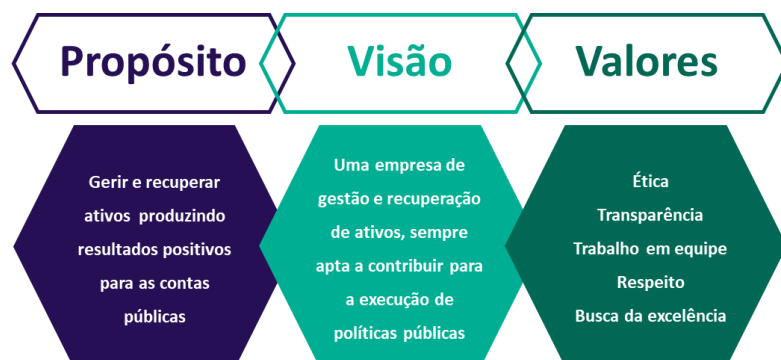 Propósito
Visão
Valores
Gerir e recuperar
ativos produzindo
resultados positivos
para as contas
públicas
Uma empresa de
gestão e recuperação
de ativos, sempre
apta a contribuir para
a execução de
políticas públicas
Ética
Transparência
Trabalho em equipe
Respeito
Busca da excelência